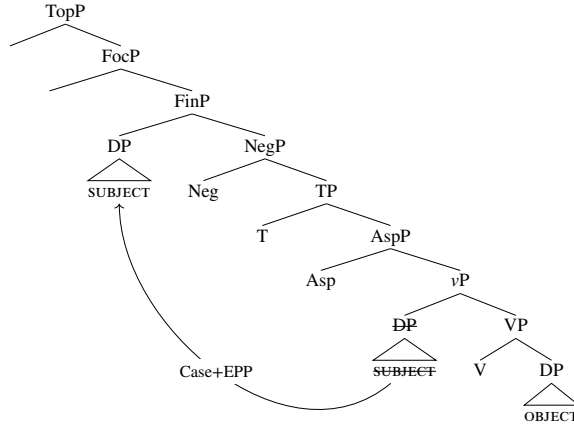 TopP
FocP
FinP
DP NegP
SUBJECT Neg TP
T AspP
Asp vP
DP VP
Case+EPP SUBJECT V DP
OBJECT